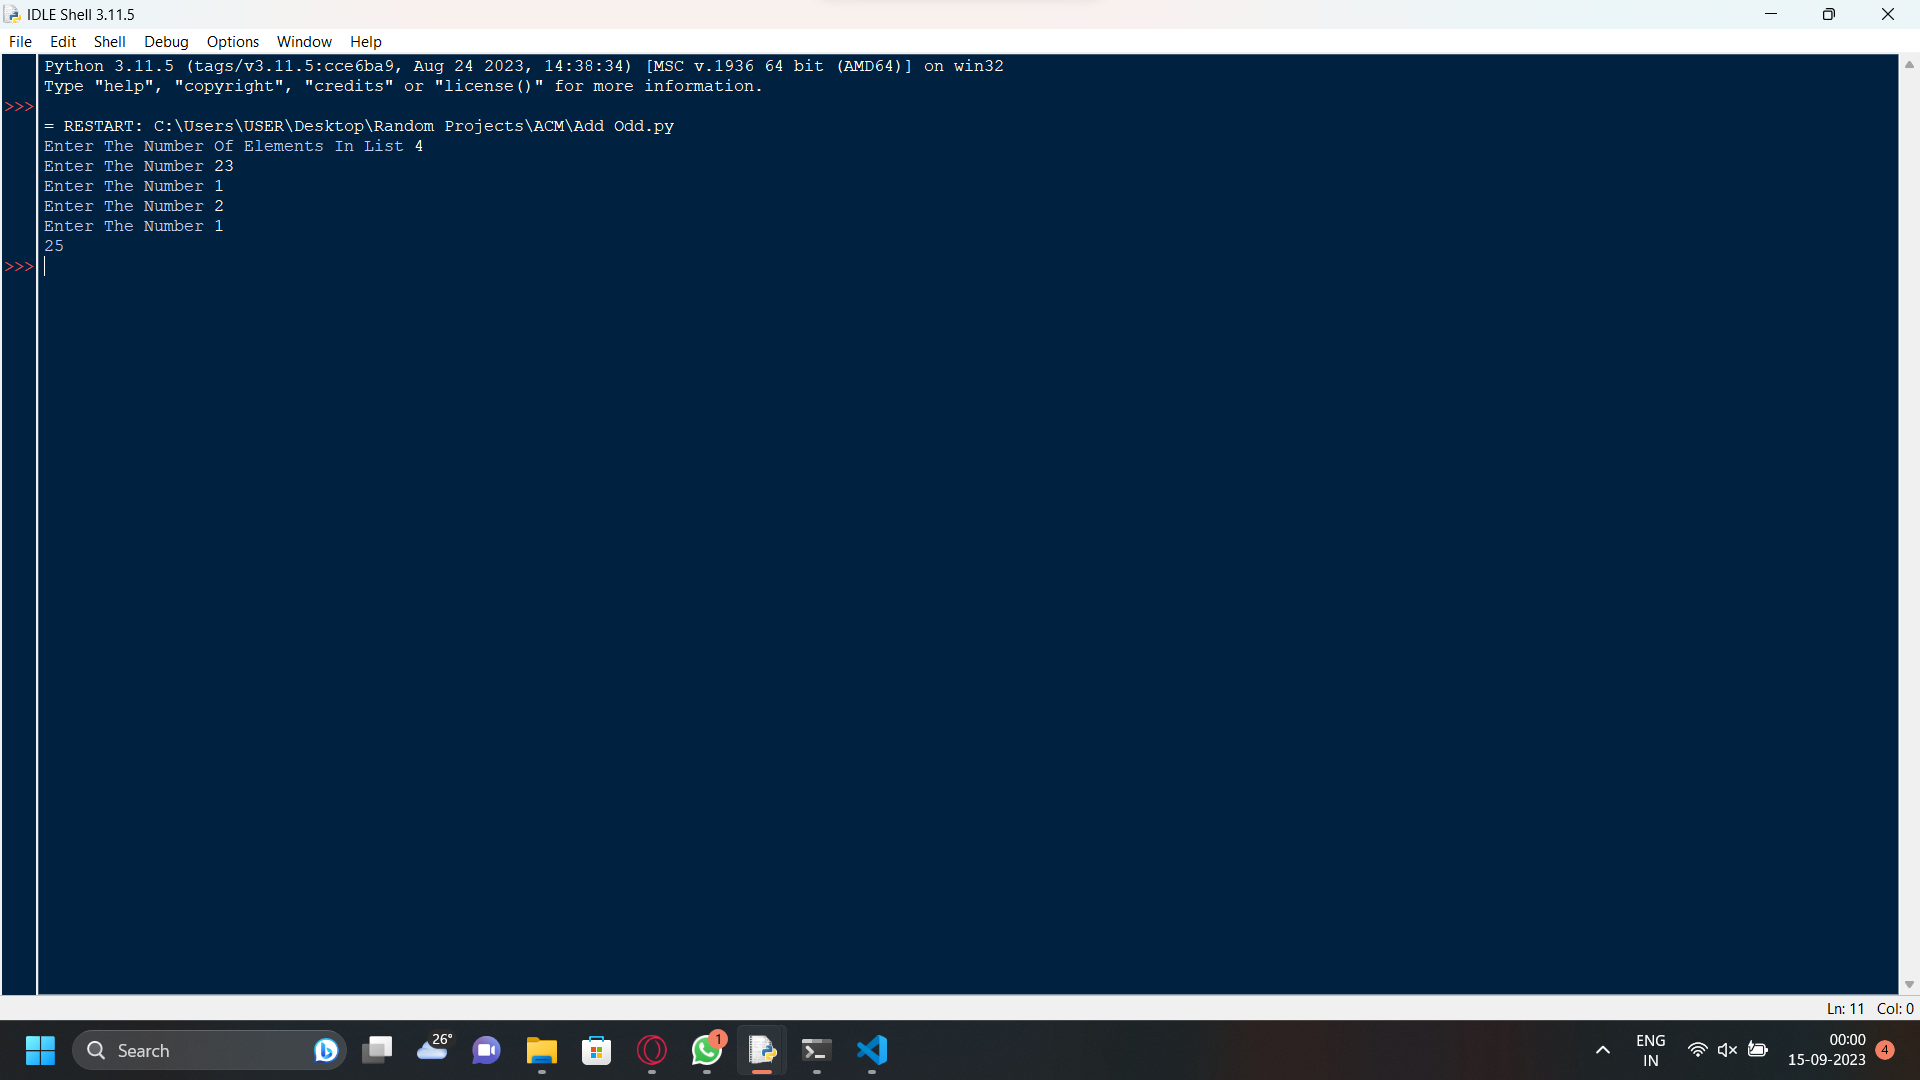 IDLE Shell 3.11.5
File Edit Shell Debug Options Window Help
Python 3.11.5 (tags/v3.11.5:cce6ba9, Aug 24 2023, 14:38:34) [MSC v.1936 64 bit (AMD64)] on win32
Type "help", "copyright", "credits" or "license()" for more information.
>>>
= RESTART: C:\Users\USER\Desktop\Random Projects\ACM\Add Odd.py
Enter The Number Of Elements In List 4
Enter The Number 23
Enter The Number 1
Enter The Number 2
Enter The Number 1
25
>>>
Ln: 11 Col: 0
Search 26° 1 ENG 00:00
IN 15-09-2023 4